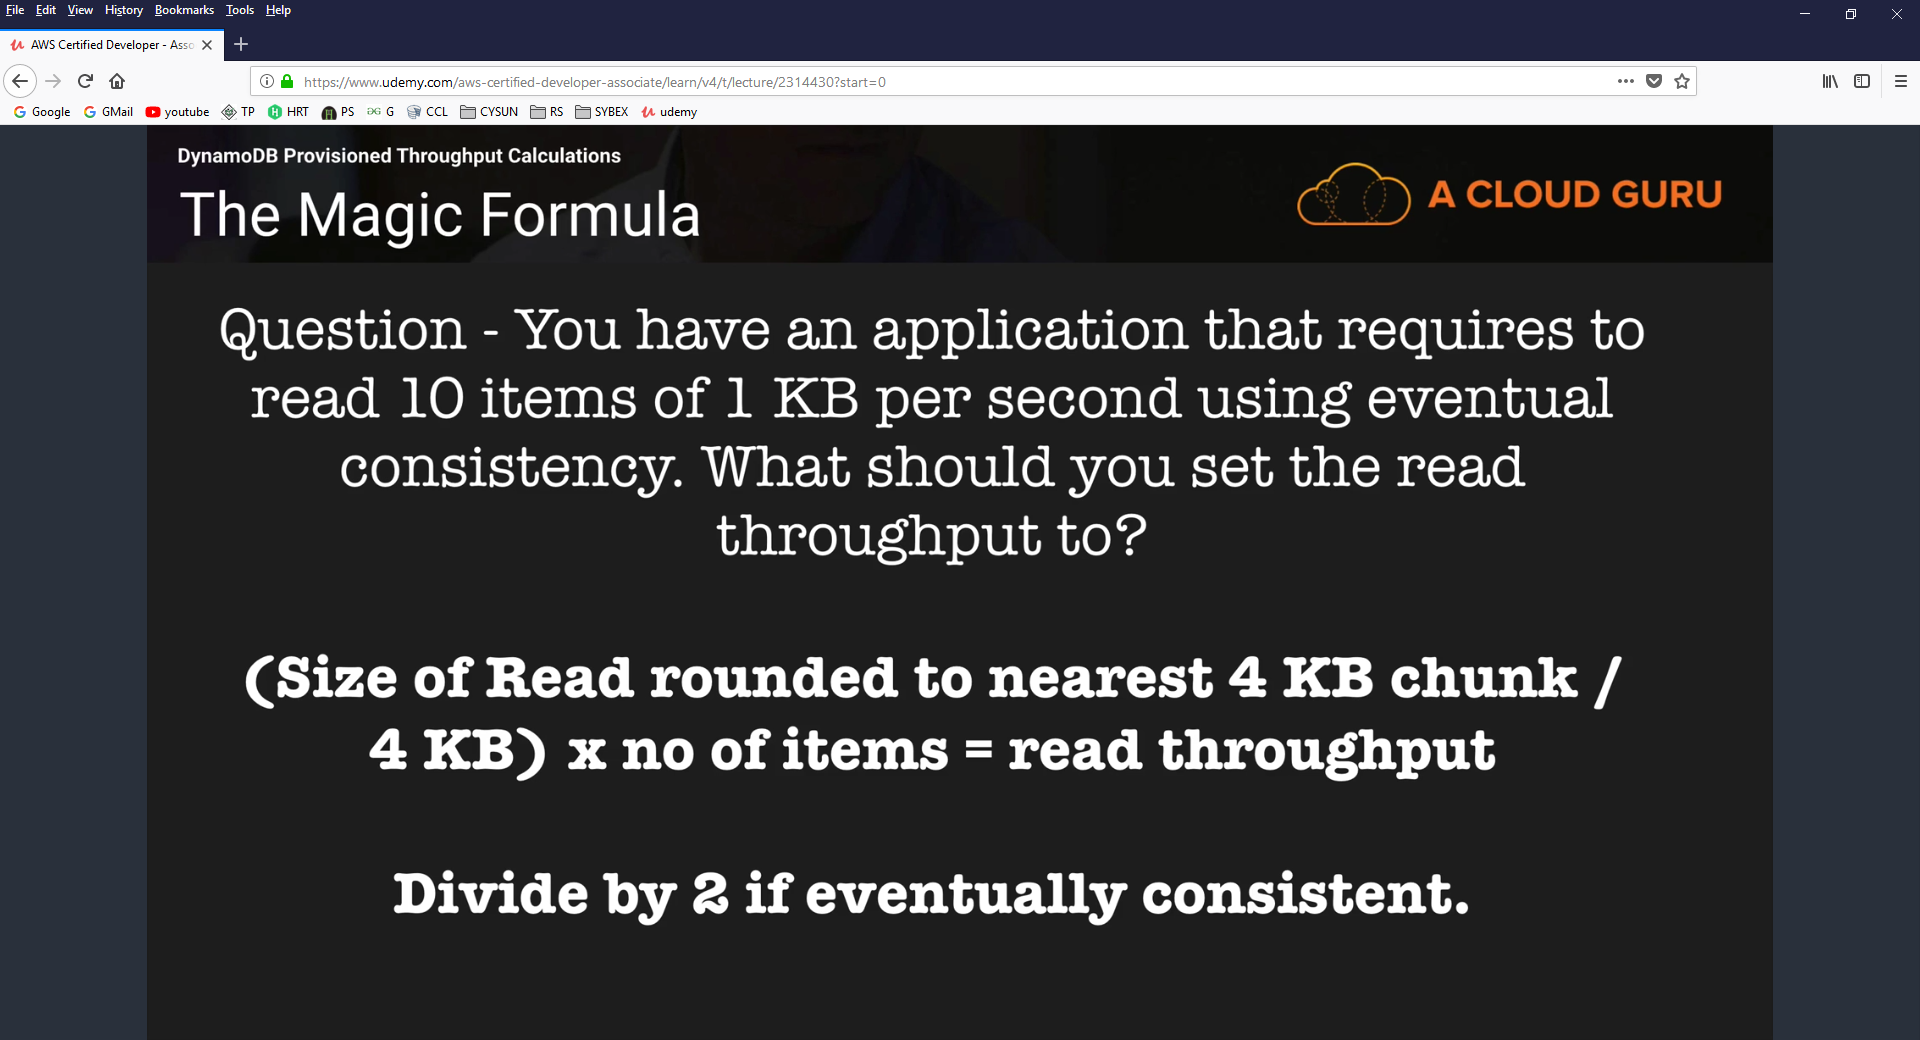 File Edit View History Bookmarks Tools Help
AWS Certified Developer - Asso
https://www.udemy.com/aws-certified-developer-associate/learn/v4/t/lecture/2314430?start=0
Google GMail youtube TP HRT PS G CCL CYSUN RS SYBEX udemy
DynamoDB Provisioned Throughput Calculations
The Magic Formula
A CLOUD GURU
Question - You have an application that requires to
read 10 items of 1 KB per second using eventual
consistency. What should you set the read
throughput to?
(Size of Read rounded to nearest 4 KB chunk /
4 KB) x no of items = read throughput
Divide by 2 if eventually consistent.